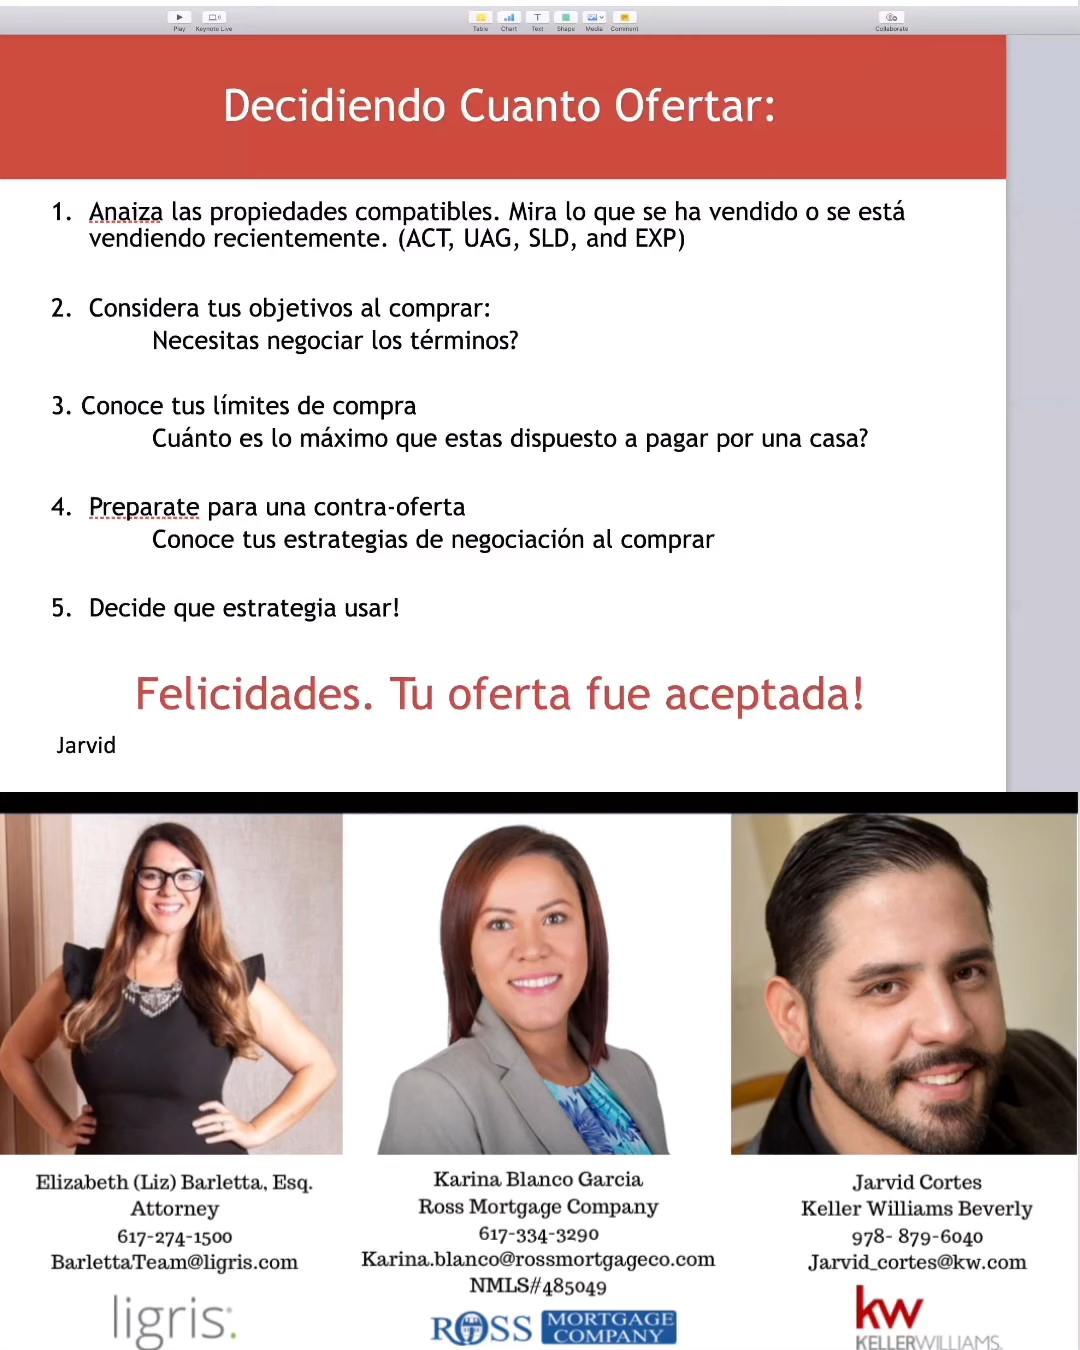 Play Keynote Live Table Chart Text Shape Media Comment Collaborate
Decidiendo Cuanto Ofertar:
1. Anaiza las propiedades compatibles. Mira lo que se ha vendido o se está
vendiendo recientemente. (ACT, UAG, SLD, and EXP)
2. Considera tus objetivos al comprar:
Necesitas negociar los términos?
3. Conoce tus límites de compra
Cuánto es lo máximo que estas dispuesto a pagar por una casa?
4. Preparate para una contra-oferta
Conoce tus estrategias de negociación al comprar
5. Decide que estrategia usar!
Felicidades. Tu oferta fue aceptada!
Jarvid
Elizabeth (Liz) Barletta, Esq.
Attorney
617-274-1500
BarlettaTeam@ligris.com
ligris:
Karina Blanco Garcia
Ross Mortgage Company
617-334-3290
Karina.blanco@rossmortgageco.com
NMLS#485049
ROSS MORTGAGE
COMPANY
Jarvid Cortes
Keller Williams Beverly
978- 879-6040
Jarvid_cortes@kw.com
kw
KELLERWILLIAMS.